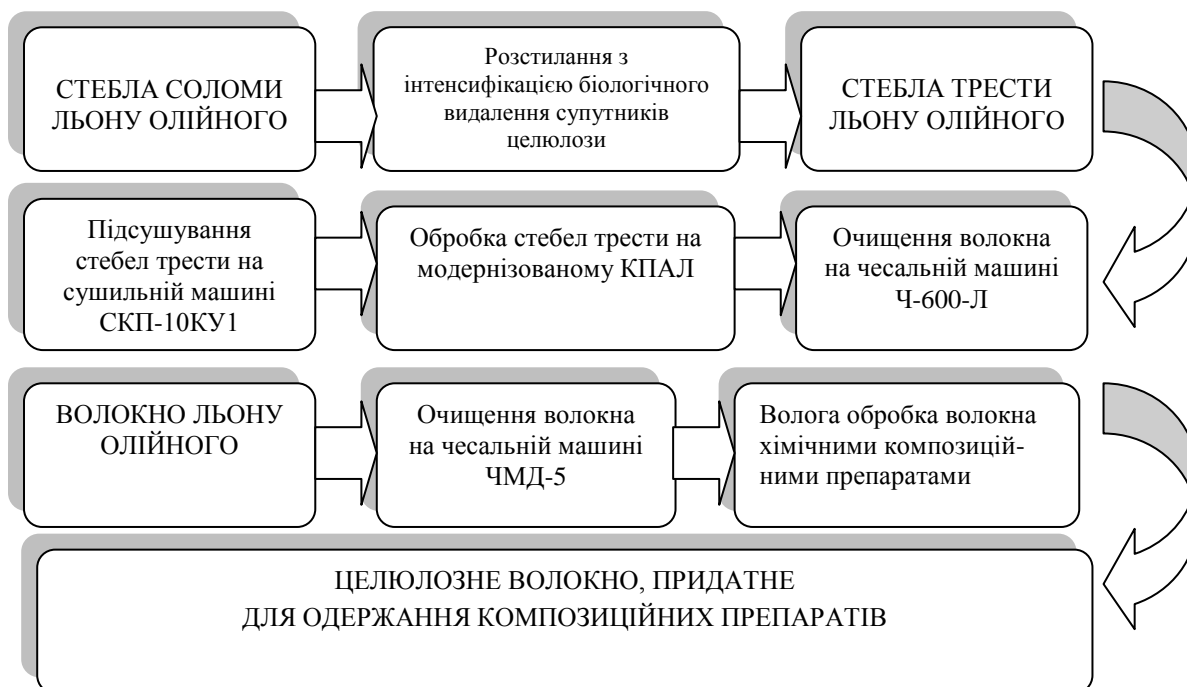 СТЕБЛА СОЛОМИ
ЛЬОНУ ОЛІЙНОГО
Розстилання з
інтенсифікацією біологічного
видалення супутників
целюлози
СТЕБЛА ТРЕСТИ
ЛЬОНУ ОЛІЙНОГО
Підсушування
стебел трести на
сушильній машині
СКП-10КУ1
Обробка стебел трести на
модернізованому КПАЛ
Очищення волокна
на чесальній машині
Ч-600-Л
ВОЛОКНО ЛЬОНУ
ОЛІЙНОГО
Очищення волокна
на чесальній машині
ЧМД-5
Волога обробка волокна
хімічними композицій-
ними препаратами
ЦЕЛЮЛОЗНЕ ВОЛОКНО, ПРИДАТНЕ
ДЛЯ ОДЕРЖАННЯ КОМПОЗИЦІЙНИХ ПРЕПАРАТІВ